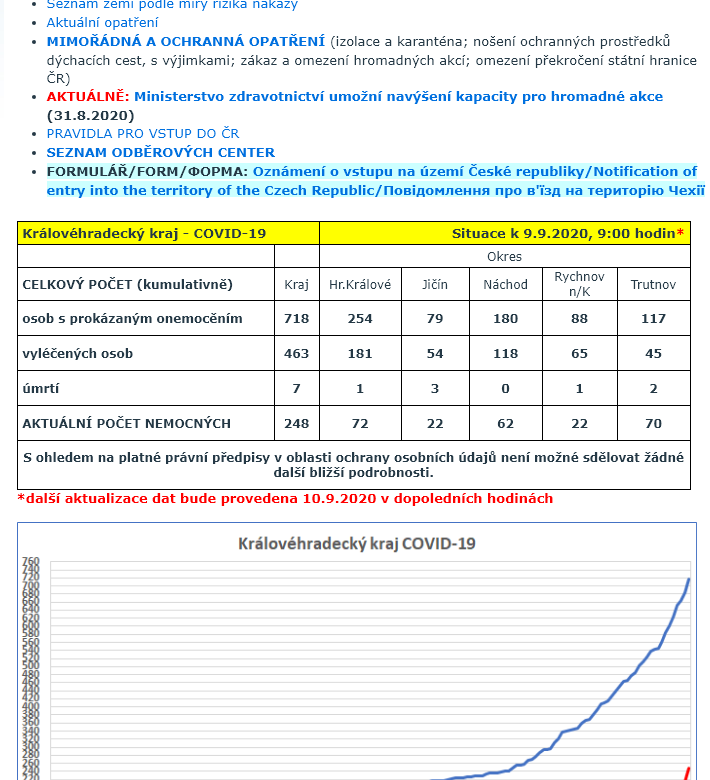 Seznam zemí podle míry rizika nákazy
Aktuální opatření
MIMOŘÁDNÁ A OCHRANNÁ OPATŘENÍ (izolace a karanténa; nošení ochranných prostředků
dýchacích cest, s výjimkami; zákaz a omezení hromadných akcí; omezení překročení státní hranice
ČR)
AKTUÁLNĚ: Ministerstvo zdravotnictví umožní navýšení kapacity pro hromadné akce
(31.8.2020)
PRAVIDLA PRO VSTUP DO ČR
SEZNAM ODBĚROVÝCH CENTER
FORMULÁŘ/FORM/ФОРМА: Oznámení o vstupu na území České republiky/Notification of
entry into the territory of the Czech Republic/Повідомлення про в'їзд на територію Чехії
Královéhradecký kraj - COVID-19 Situace k 9.9.2020, 9:00 hodin*
Okres
CELKOVÝ POČET (kumulativně) Kraj Hr.Králové Jičín Náchod Rychnov n/K Trutnov
osob s prokázaným onemocěním 718 254 79 180 88 117
vyléčených osob 463 181 54 118 65 45
úmrtí 7 1 3 0 1 2
AKTUÁLNÍ POČET NEMOCNÝCH 248 72 22 62 22 70
S ohledem na platné právní předpisy v oblasti ochrany osobních údajů není možné sdělovat žádné
další bližší podrobnosti.
*další aktualizace dat bude provedena 10.9.2020 v dopoledních hodinách
Královéhradecký kraj COVID-19
760
740
720
700
680
660
640
620
600
580
560
540
520
500
480
460
440
420
400
380
360
340
320
300
280
260
240
220